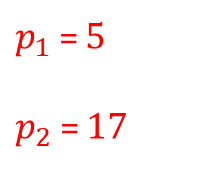 p₁ = 5
p₂ = 17